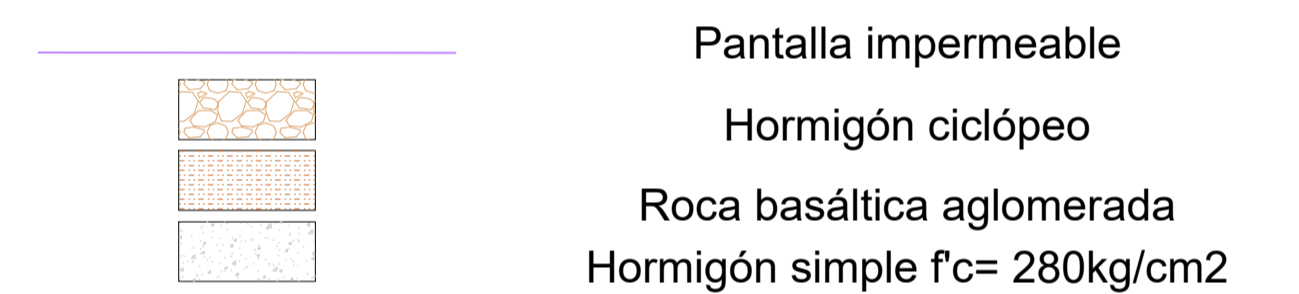 Pantalla impermeable
Hormigón ciclópeo
Roca basáltica aglomerada
Hormigón simple f'c= 280kg/cm2